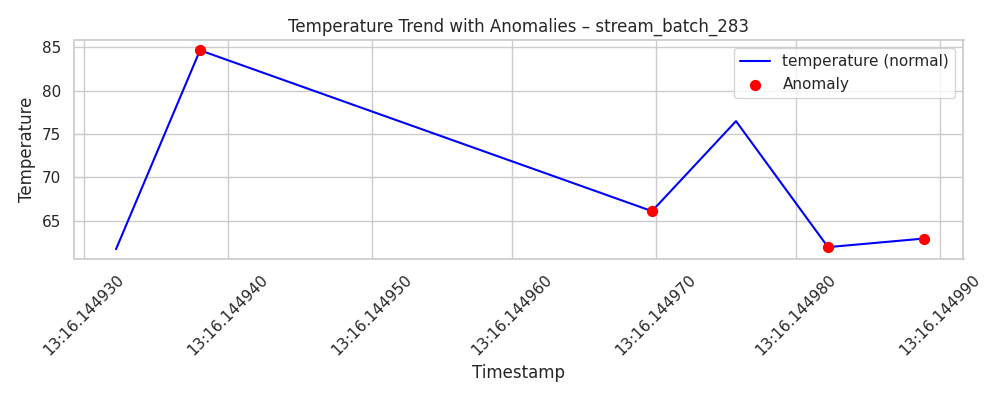 Temperature Trend with Anomalies – stream_batch_283
temperature (normal)
Anomaly
Temperature
85
80
75
70
65
13:16.144930
13:16.144940
13:16.144950
13:16.144960
13:16.144970
13:16.144980
13:16.144990
Timestamp